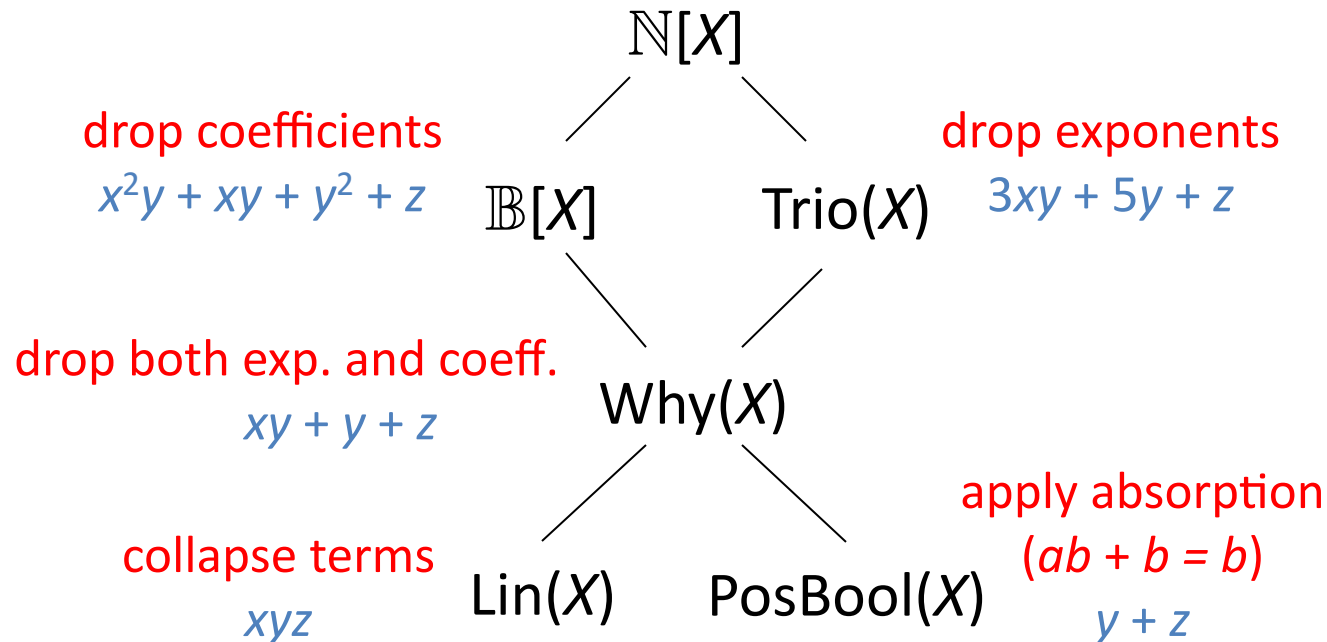 ℕ[X]
drop coefficients
x²y + xy + y² + z
𝔹[X]
Trio(X)
drop exponents
3xy + 5y + z
drop both exp. and coeff.
xy + y + z
Why(X)
collapse terms
xyz
Lin(X)
PosBool(X)
apply absorption
(ab + b = b)
y + z